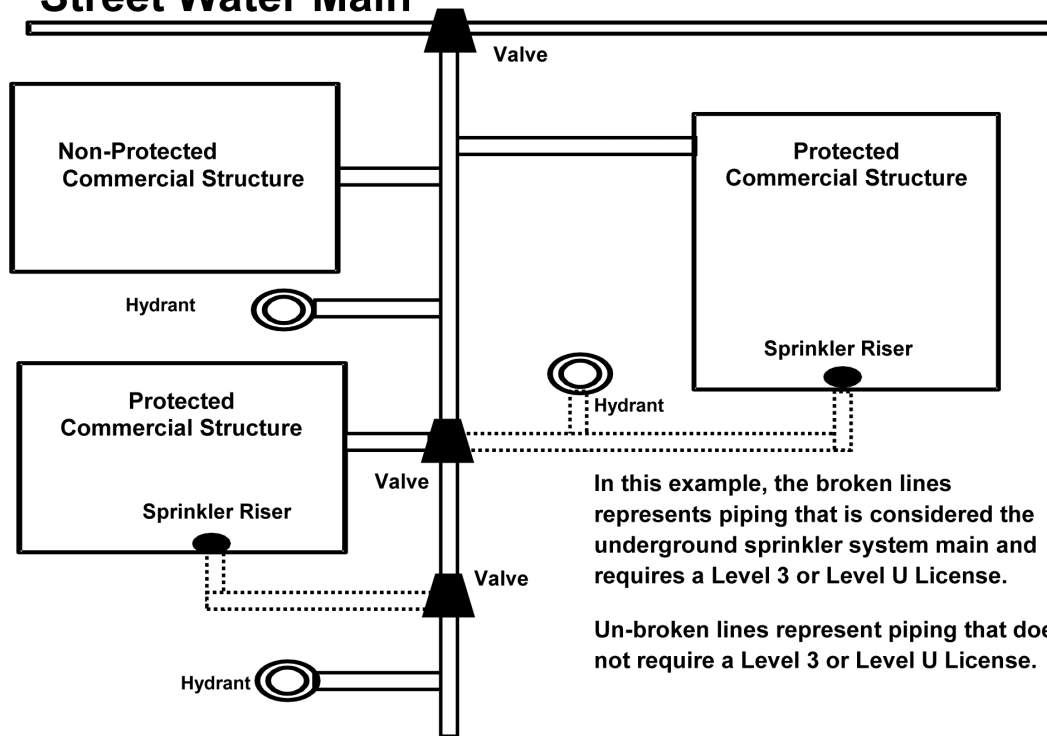 Street Water Main
Valve
Non-Protected
Commercial Structure
Protected
Commercial Structure
Hydrant
Sprinkler Riser
Hydrant
Protected
Commercial Structure
Valve
Sprinkler Riser
In this example, the broken lines
represents piping that is considered the
underground sprinkler system main and
requires a Level 3 or Level U License.
Valve
Un-broken lines represent piping that doe
not require a Level 3 or Level U License.
Hydrant